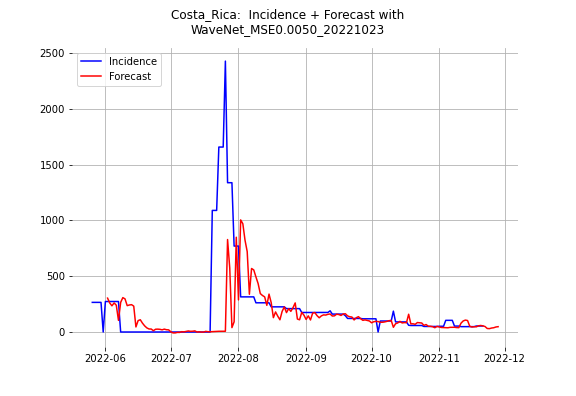 Costa_Rica:  Incidence + Forecast with
WaveNet_MSE0.0050_20221023
2500
Incidence
Forecast
2000
1500
1000
500
0
2022-06 2022-07 2022-08 2022-09 2022-10 2022-11 2022-12